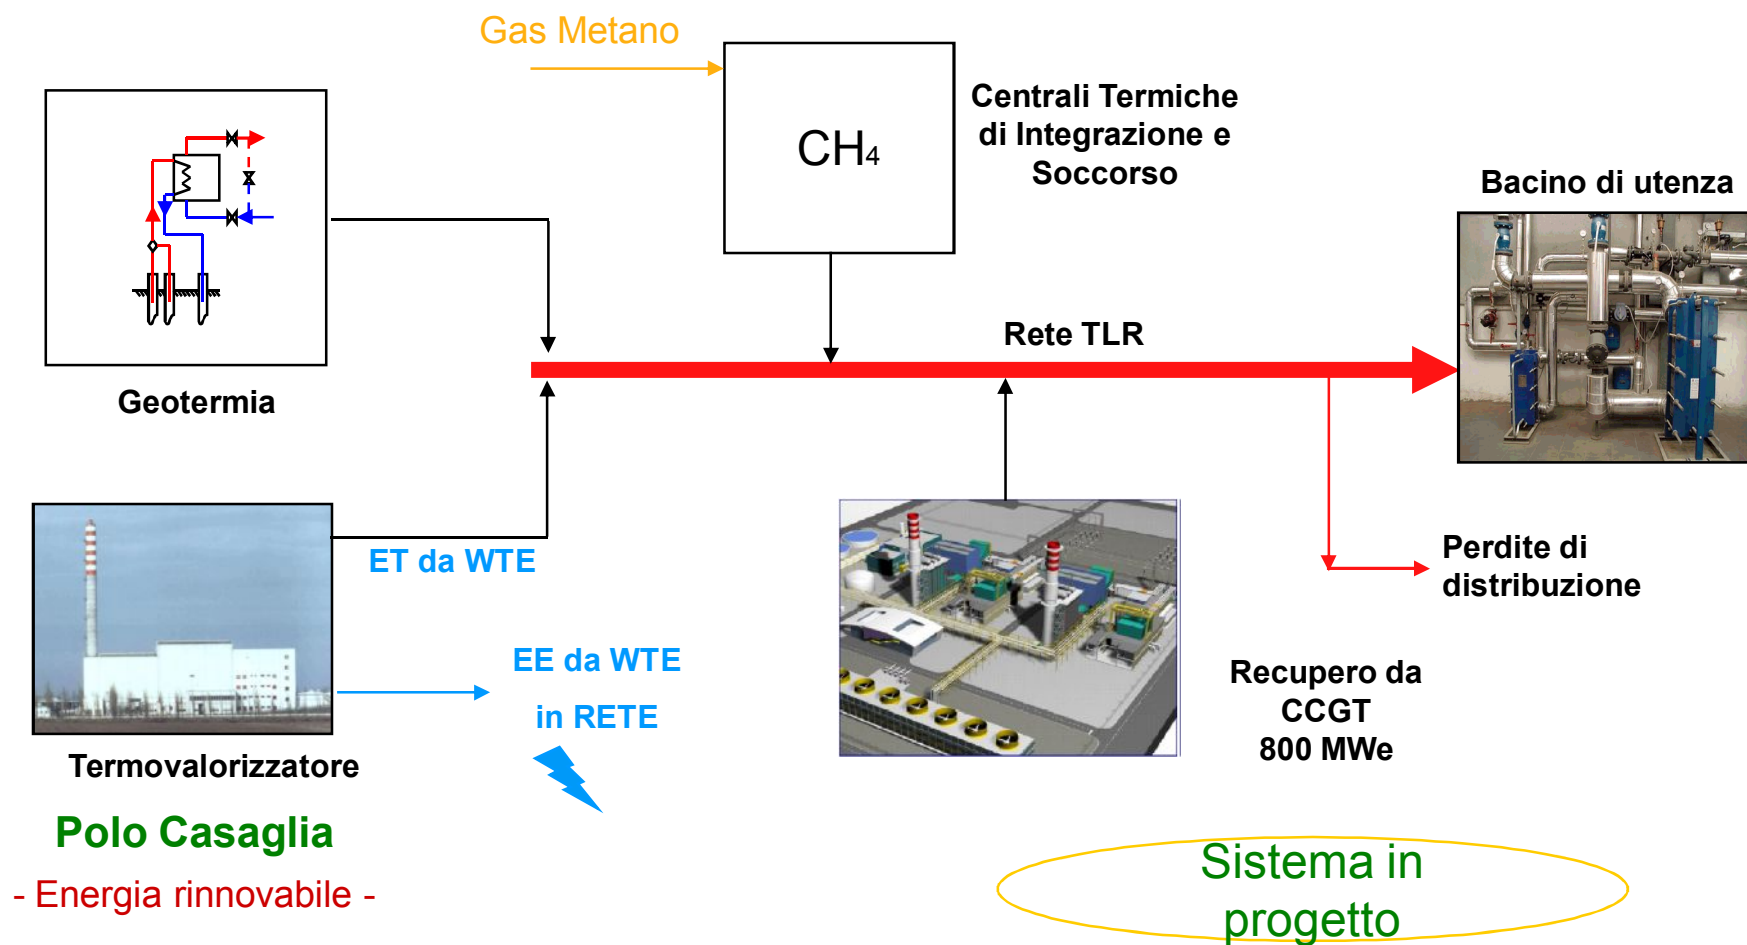 Gas Metano
CH₄
Centrali Termiche
di Integrazione e
Soccorso
Bacino di utenza
Rete TLR
Geotermia
ET da WTE
EE da WTE
in RETE
Perdite di
distribuzione
Recupero da
CCGT
800 MWe
Termovalorizzatore
Polo Casaglia
- Energia rinnovabile -
Sistema in
progetto